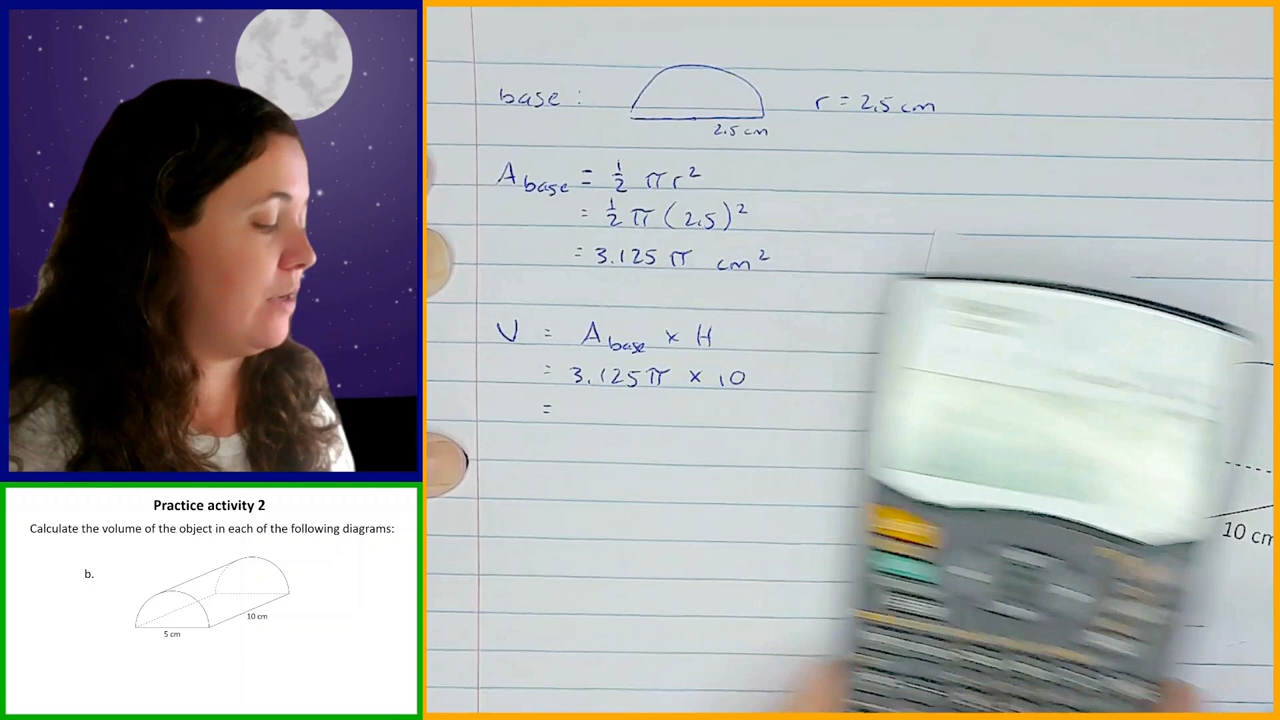 base :
2.5 cm
r = 2.5 cm
A base = 1/2 πr²
= 1/2 π (2.5)²
= 3.125 π cm²
V = A base × H
= 3.125π × 10
=
10 cm
Practice activity 2
Calculate the volume of the object in each of the following diagrams:
b.
10 cm
5 cm